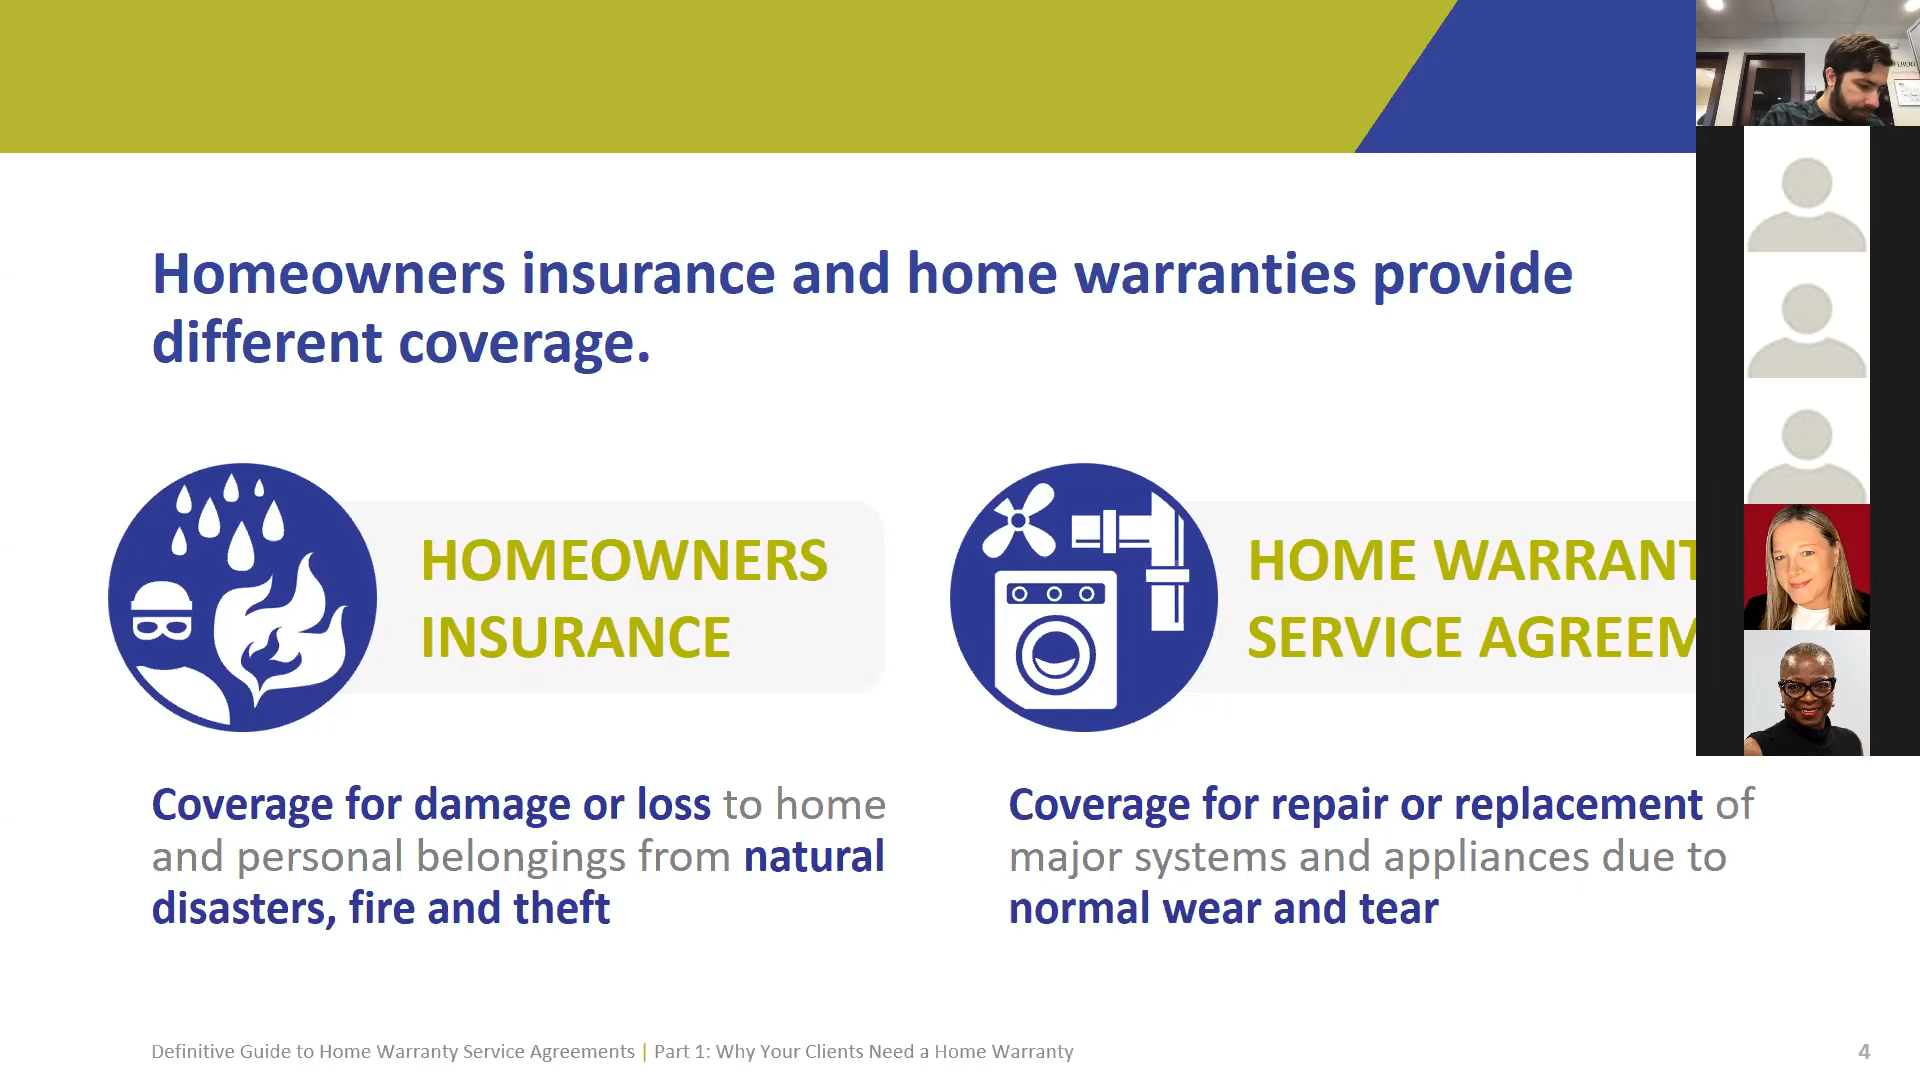 Homeowners insurance and home warranties provide
different coverage.
HOMEOWNERS
INSURANCE
HOME WARRANT
SERVICE AGREEM
Coverage for damage or loss to home
and personal belongings from natural
disasters, fire and theft
Coverage for repair or replacement of
major systems and appliances due to
normal wear and tear
Definitive Guide to Home Warranty Service Agreements | Part 1: Why Your Clients Need a Home Warranty
4